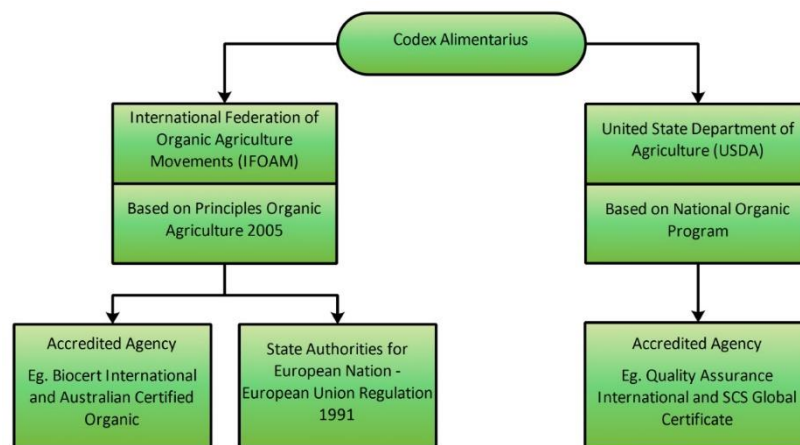 Codex Alimentarius
International Federation of
Organic Agriculture
Movements (IFOAM)
Based on Principles Organic
Agriculture 2005
United State Department of
Agriculture (USDA)
Based on National Organic
Program
Accredited Agency
Eg. Biocert International
and Australian Certified
Organic
State Authorities for
European Nation -
European Union Regulation
1991
Accredited Agency
Eg. Quality Assurance
International and SCS Global
Certificate